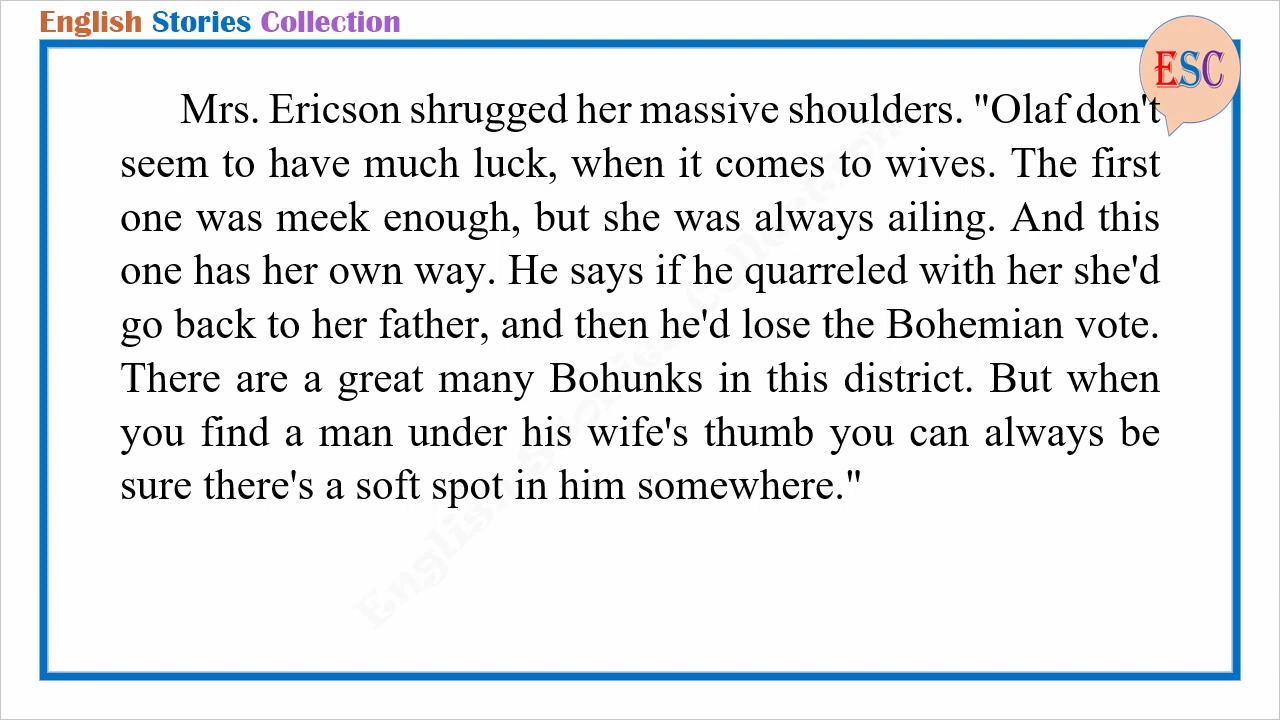 English Stories Collection
ESC
Mrs. Ericson shrugged her massive shoulders. "Olaf don't
seem to have much luck, when it comes to wives. The first
one was meek enough, but she was always ailing. And this
one has her own way. He says if he quarreled with her she'd
go back to her father, and then he'd lose the Bohemian vote.
There are a great many Bohunks in this district. But when
you find a man under his wife's thumb you can always be
sure there's a soft spot in him somewhere."
English Stories Collection